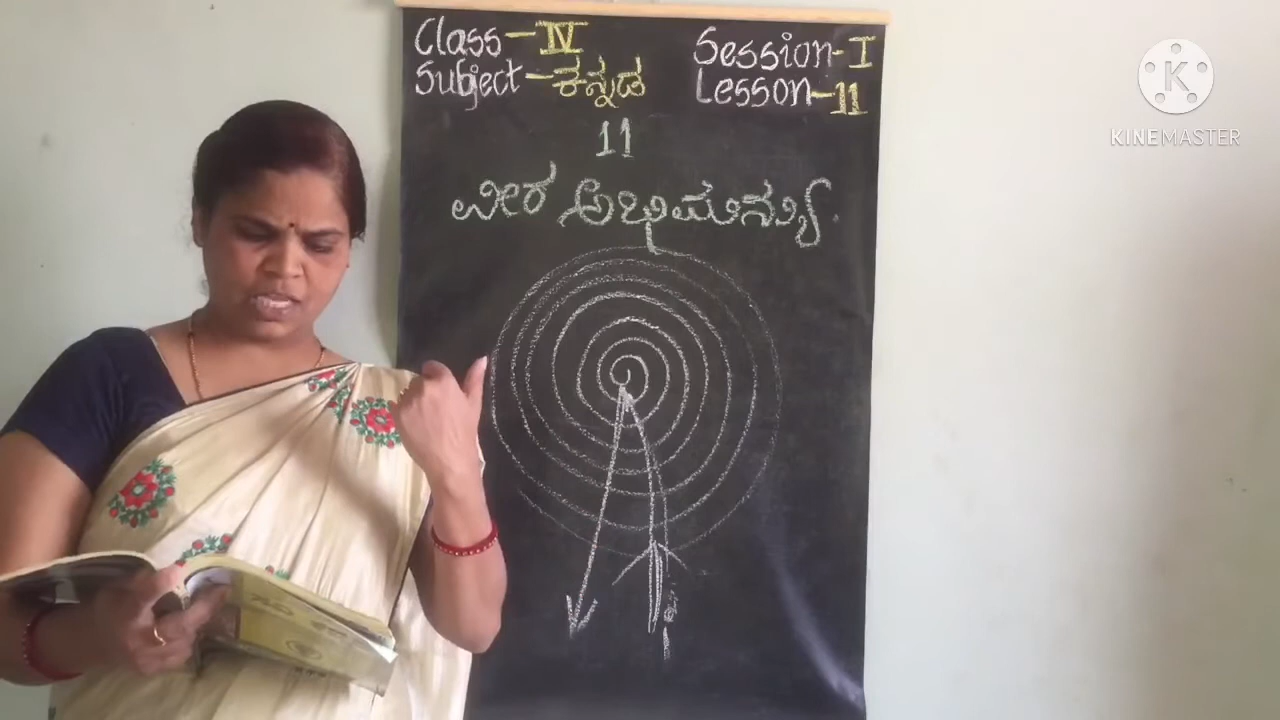 Class-IV
Session-I
Subject-ಕನ್ನಡ
Lesson-11
11
ವೀರ ಅಭಿಮನ್ಯು.
K
KINEMASTER